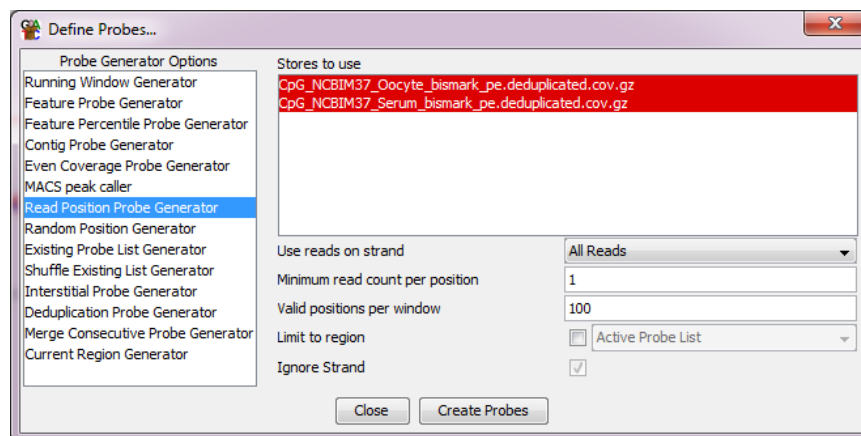 Define Probes...
Probe Generator Options
Running Window Generator
Feature Probe Generator
Feature Percentile Probe Generator
Contig Probe Generator
Even Coverage Probe Generator
MACS peak caller
Read Position Probe Generator
Random Position Generator
Existing Probe List Generator
Shuffle Existing List Generator
Interstitial Probe Generator
Deduplication Probe Generator
Merge Consecutive Probe Generator
Current Region Generator
Stores to use
CpG_NCBIM37_Oocyte_bismark_pe.deduplicated.cov.gz
CpG_NCBIM37_Serum_bismark_pe.deduplicated.cov.gz
Use reads on strand All Reads
Minimum read count per position 1
Valid positions per window 100
Limit to region Active Probe List
Ignore Strand
Close Create Probes